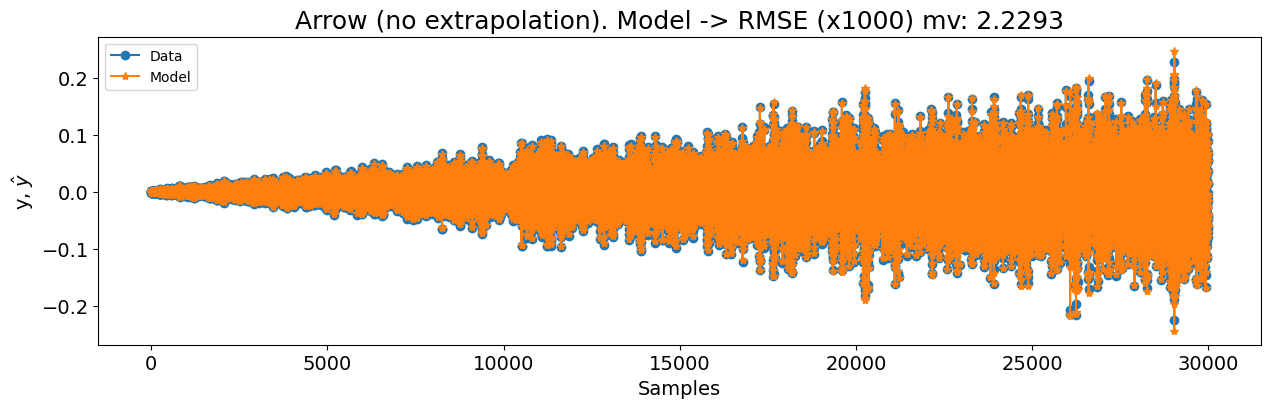 Arrow (no extrapolation). Model -> RMSE (x1000) mv: 2.2293
Data
Model
y, ŷ
0.2
0.1
0.0
−0.1
−0.2
0 5000 10000 15000 20000 25000 30000
Samples